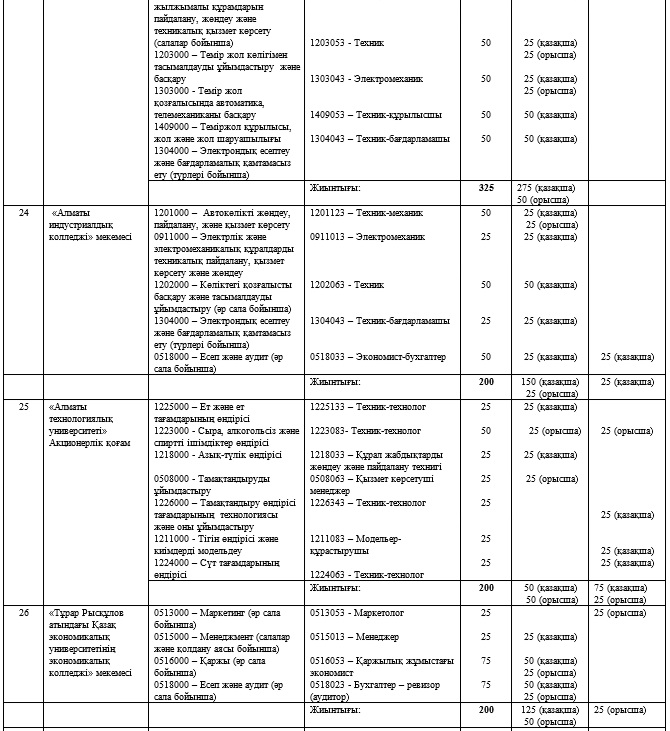 жылжымалы құрамдарын
пайдалану, жөндеу және
техникалық қызмет көрсету
(салалар бойынша) 1203053 - Техник 50 25 (қазақша)
1203000 – Темір жол көлігімен 25 (орысша)
тасымалдауды ұйымдастыру және
басқару 1303043 - Электромеханик 50 25 (қазақша)
1303000 - Темір жол 25 (орысша)
қозғалысында автоматика,
телемеханиканы басқару 1409053 – Техник-құрылысшы 50 50 (қазақша)
1409000 – Теміржол құрылысы,
жол және жол шаруашылығы 1304043 – Техник-бағдарламашы 50 50 (қазақша)
1304000 – Электрондық есептеу
және бағдарламалық қамтамасыз
ету (түрлері бойынша)
Жиынтығы: 325 275 (қазақша)
50 (орысша)
24 «Алматы 1201000 – Автокөлікті жөндеу, 1201123 – Техник-механик 50 25 (қазақша)
индустриалдық пайдалану, және қызмет көрсету 25 (орысша)
колледжі» мекемесі 0911000 – Электрлік және 0911013 – Электромеханик 25 25 (қазақша)
электромеханикалық құралдарды
техникалық пайдалану, қызмет
көрсету және жөндеу
1202000 – Көліктегі қозғалысты 1202063 - Техник 50 50 (қазақша)
басқару және тасымалдауды
ұйымдастыру (әр сала бойынша)
1304000 – Электрондық есептеу 1304043 – Техник-бағдарламашы 25 25 (қазақша)
және бағдарламалық қамтамасыз
ету (түрлері бойынша)
0518000 – Есеп және аудит (әр 0518033 – Экономист-бухгалтер 50 25 (қазақша) 25 (қазақша)
сала бойынша)
Жиынтығы: 200 150 (қазақша) 25 (қазақша)
25 (орысша)
25 «Алматы 1225000 – Ет және ет 1225133 – Техник-технолог 25 25 (қазақша)
технологиялық тағамдарының өндірісі
университеті» 1223000 - Сыра, алкогольсіз және 1223083- Техник-технолог 50 25 (орысша) 25 (орысша)
Акционерлік қоғам спиртті ішімдіктер өндірісі
1218000 - Азық-түлік өндірісі 1218033 – Құрал жабдықтарды 25 25 (қазақша)
жөндеу және пайдалану технигі
0508000 - Тамақтандыруды 0508063 – Қызмет көрсетуші 25 25 (орысша)
ұйымдастыру менеджер
1226000 – Тамақтандыру өндірісі 1226343 – Техник-технолог 25
тағамдарының технологиясы 25 (қазақша)
және оны ұйымдастыру
1211000 - Тігін өндірісі және 1211083 – Модельер- 25
киімдерді модельдеу құрастырушы 25 (қазақша)
1224000 – Сүт тағамдарының 25 25 (қазақша)
өндірісі 1224063 - Техник-технолог
Жиынтығы: 200 50 (қазақша) 75 (қазақша)
50 (орысша) 25 (орысша)
26 «Тұрар Рысқұлов 0513000 – Маркетинг (әр сала 0513053 - Маркетолог 25 25 (орысша)
атындағы Қазақ бойынша)
экономикалық 0515000 – Менеджмент (салалар 0515013 – Менеджер 25 25 (қазақша)
университетінің және қолдану аясы бойынша)
экономикалық 0516000 – Қаржы (әр сала 0516053 – Қаржылық жұмыстағы 75 50 (қазақша)
колледжі» мекемесі бойынша) экономист 25 (орысша)
0518000 – Есеп және аудит (әр 0518023 - Бухгалтер – ревизор 75 50 (қазақша)
сала бойынша) (аудитор) 25 (орысша)
Жиынтығы: 200 125 (қазақша) 25 (орысша)
50 (орысша)